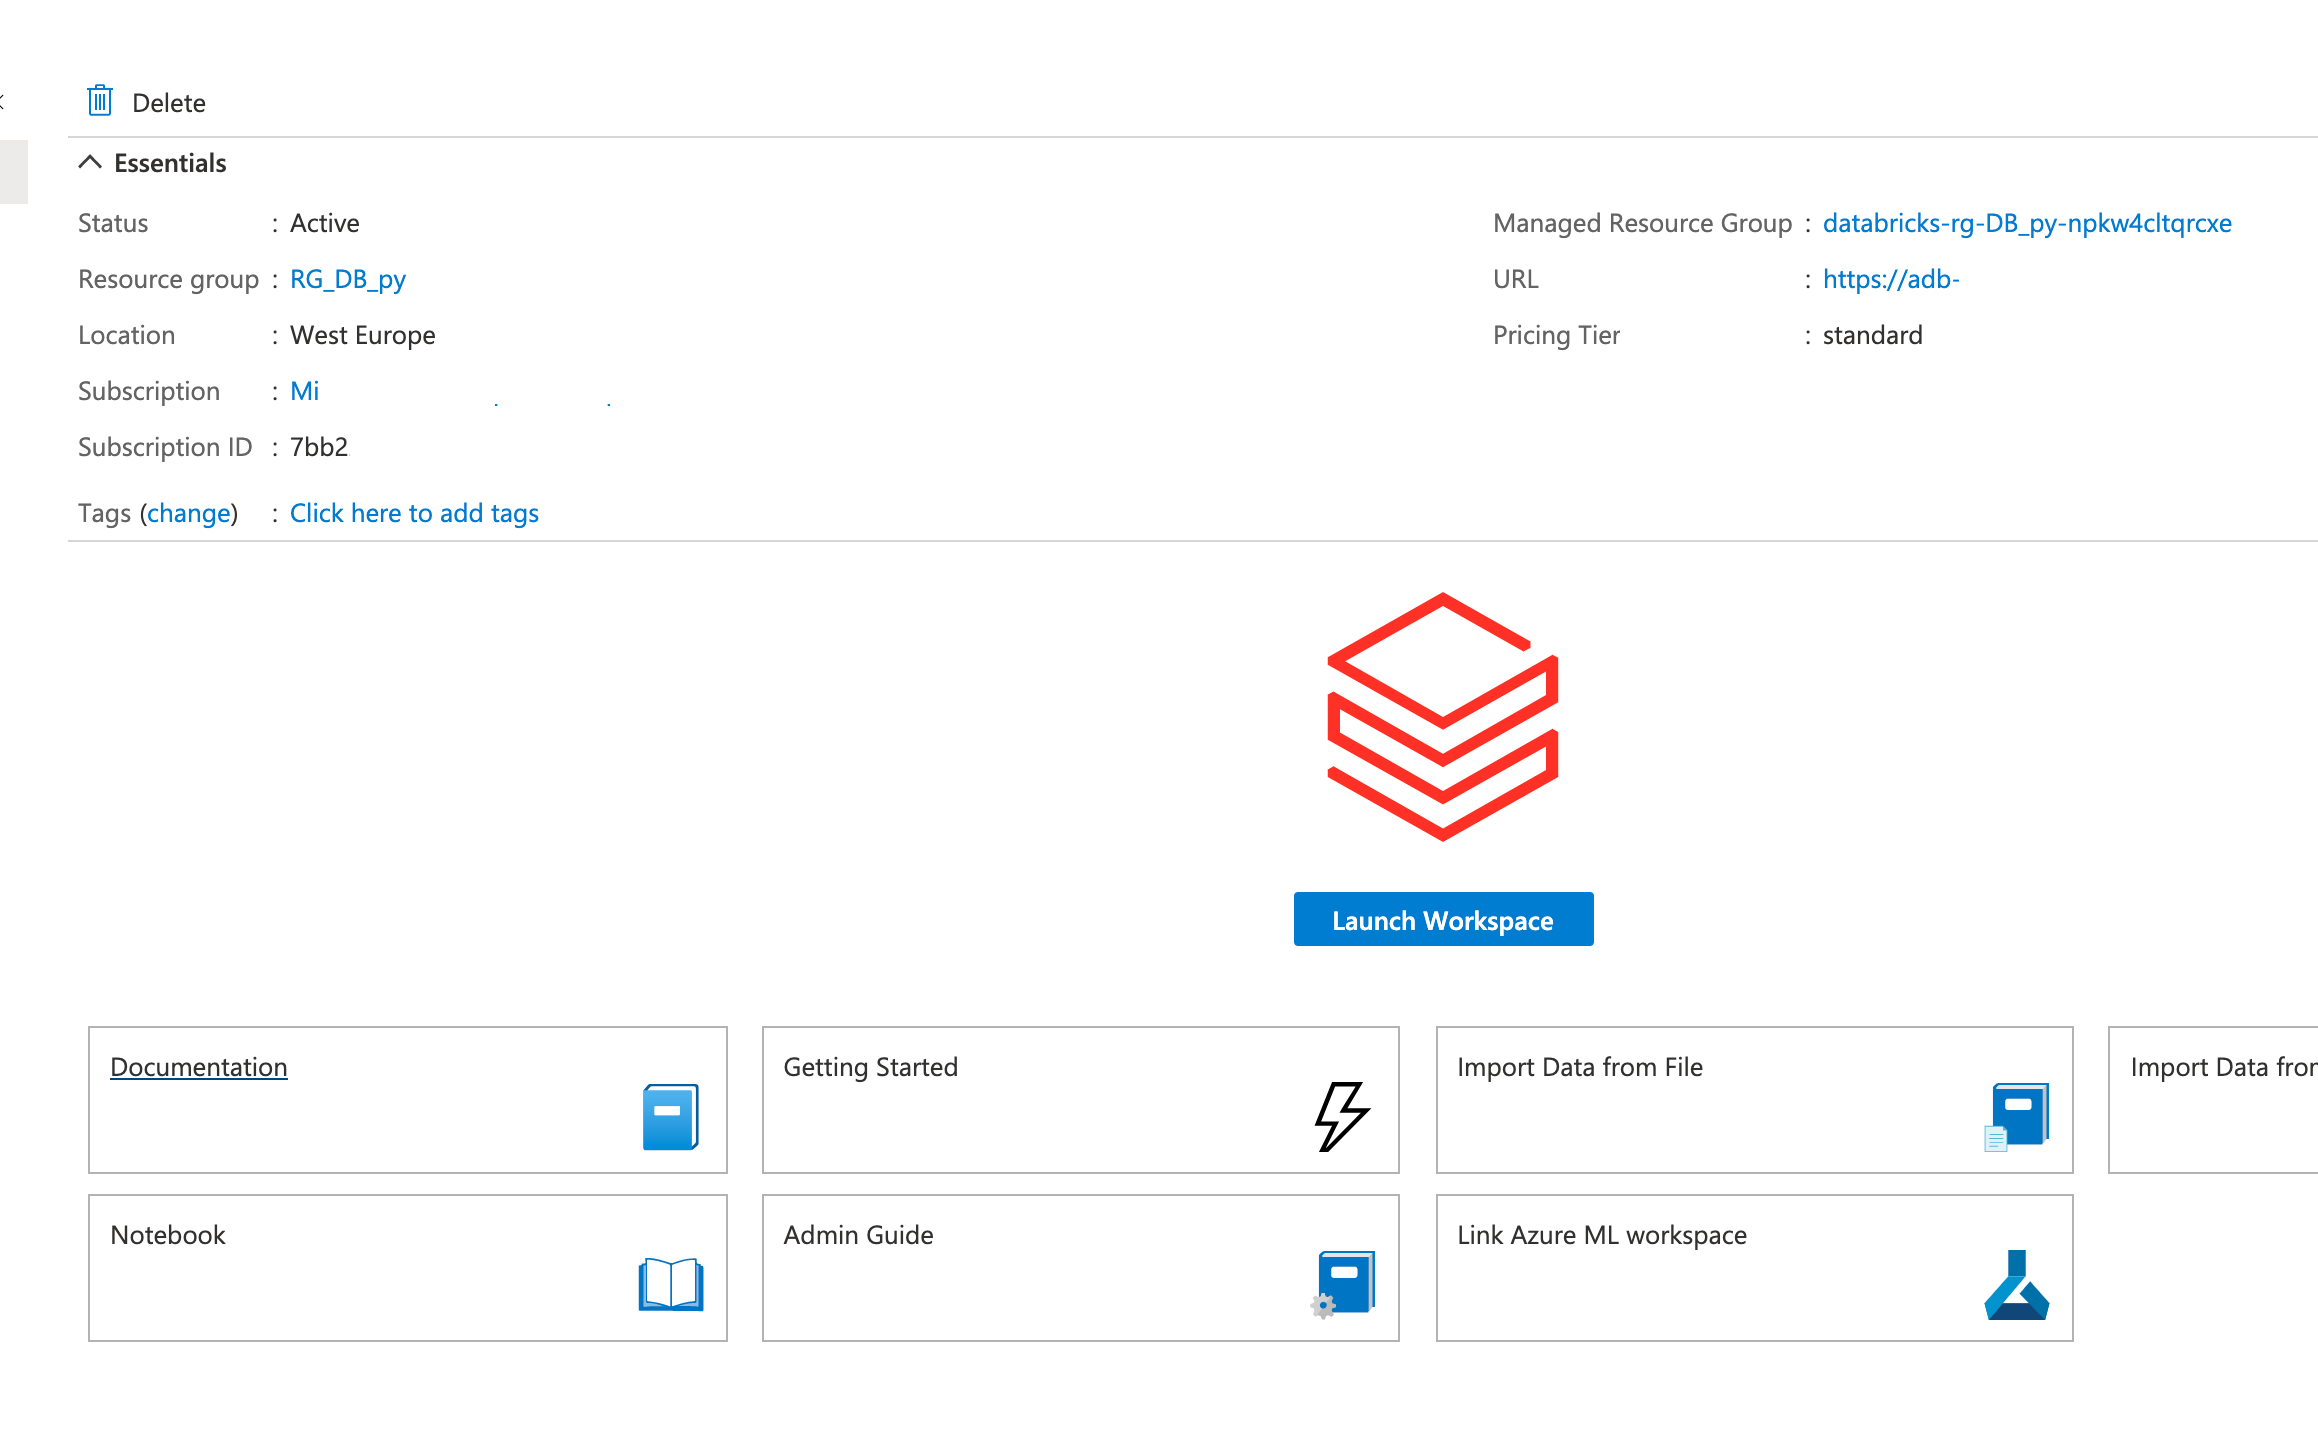 Delete
Essentials
Status : Active
Resource group : RG_DB_py
Location : West Europe
Subscription : Mi
Subscription ID : 7bb2
Tags (change) : Click here to add tags
Managed Resource Group : databricks-rg-DB_py-npkw4cltqrcxe
URL : https://adb-
Pricing Tier : standard
Launch Workspace
Documentation
Getting Started
Import Data from File
Import Data from
Notebook
Admin Guide
Link Azure ML workspace